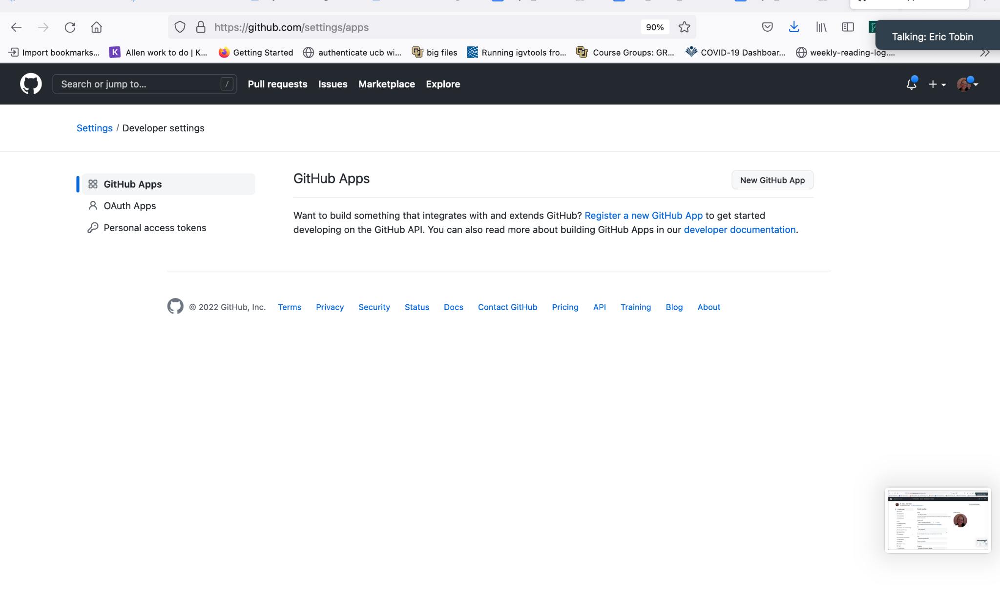 https://github.com/settings/apps
90%
Talking: Eric Tobin
Import bookmarks...
K Allen work to do | K...
Getting Started
authenticate ucb wi...
big files
Running igvtools fro...
Course Groups: GR...
COVID-19 Dashboar...
weekly-reading-log....
Search or jump to... /
Pull requests
Issues
Marketplace
Explore
Settings / Developer settings
GitHub Apps
OAuth Apps
Personal access tokens
GitHub Apps
New GitHub App
Want to build something that integrates with and extends GitHub? Register a new GitHub App to get started
developing on the GitHub API. You can also read more about building GitHub Apps in our developer documentation.
© 2022 GitHub, Inc.
Terms
Privacy
Security
Status
Docs
Contact GitHub
Pricing
API
Training
Blog
About